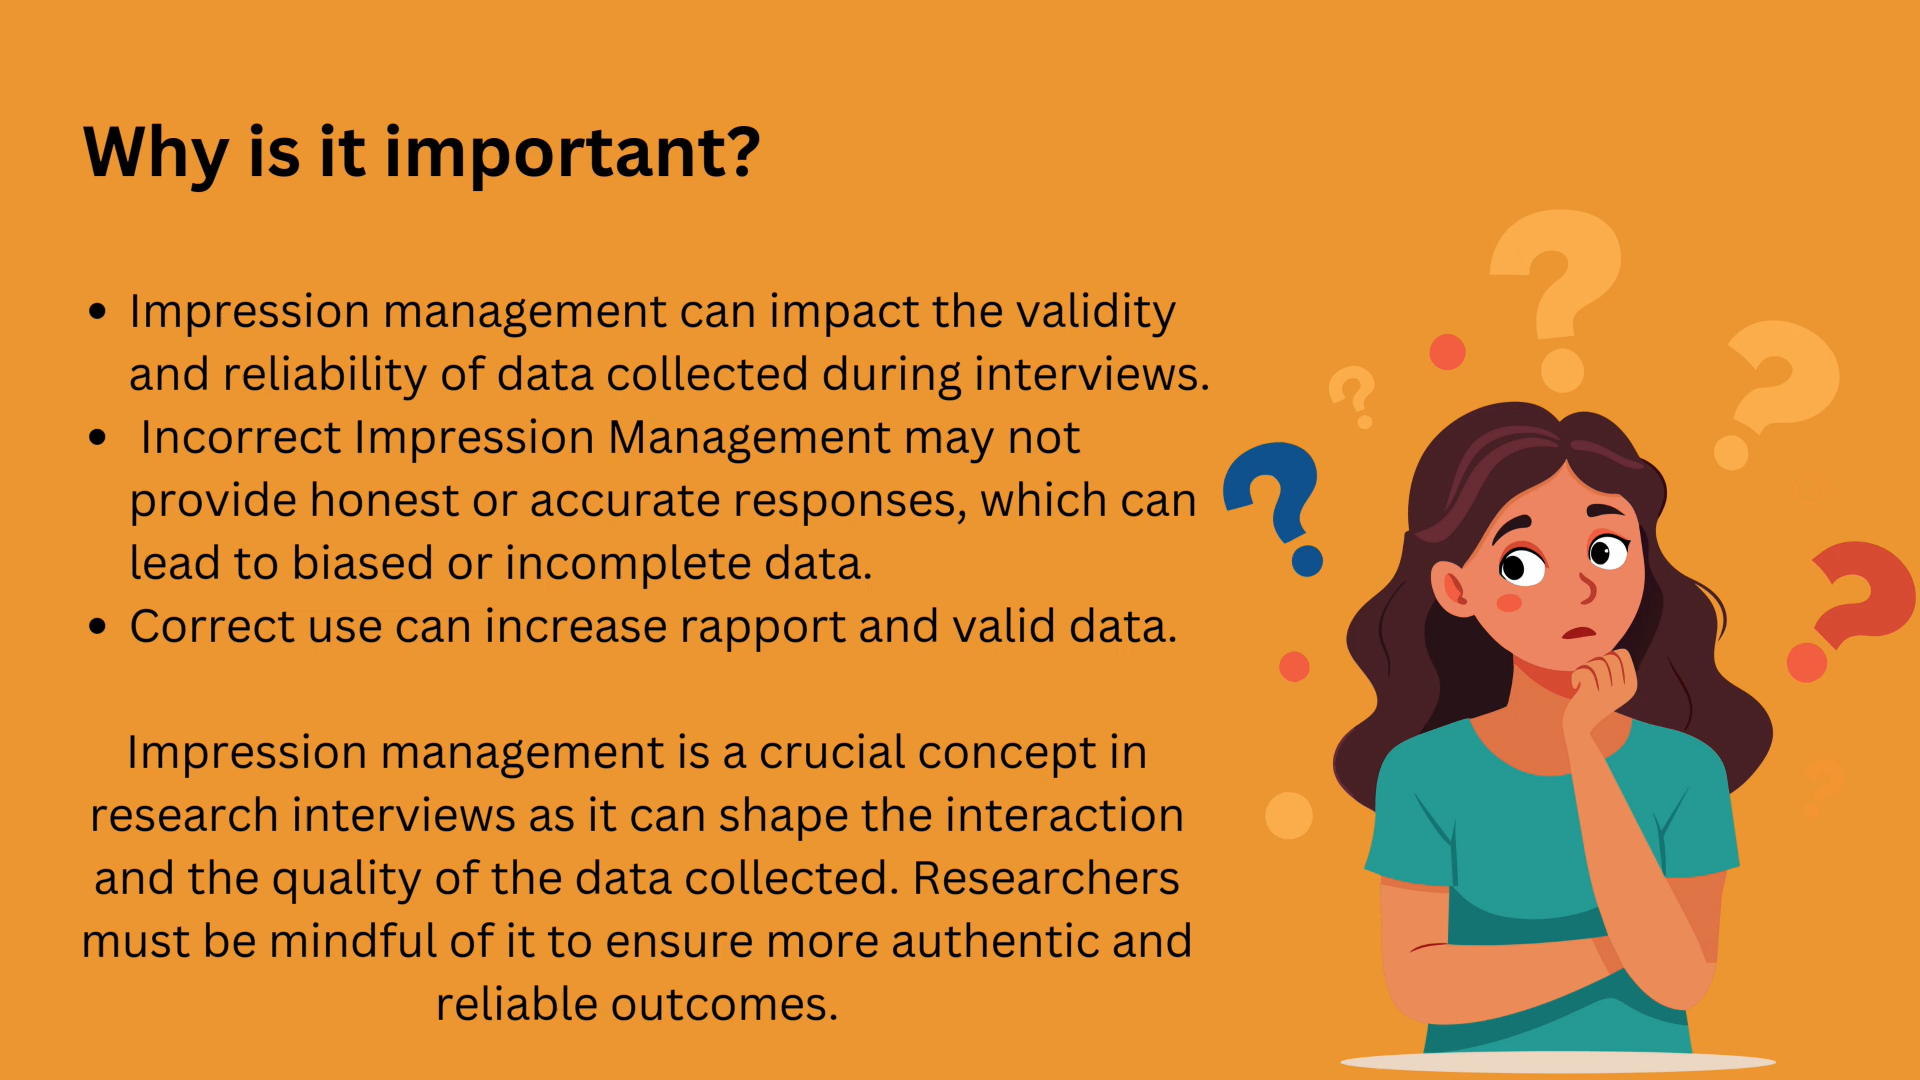 Why is it important?
• Impression management can impact the validity
and reliability of data collected during interviews.
• Incorrect Impression Management may not
provide honest or accurate responses, which can
lead to biased or incomplete data.
• Correct use can increase rapport and valid data.
Impression management is a crucial concept in
research interviews as it can shape the interaction
and the quality of the data collected. Researchers
must be mindful of it to ensure more authentic and
reliable outcomes.